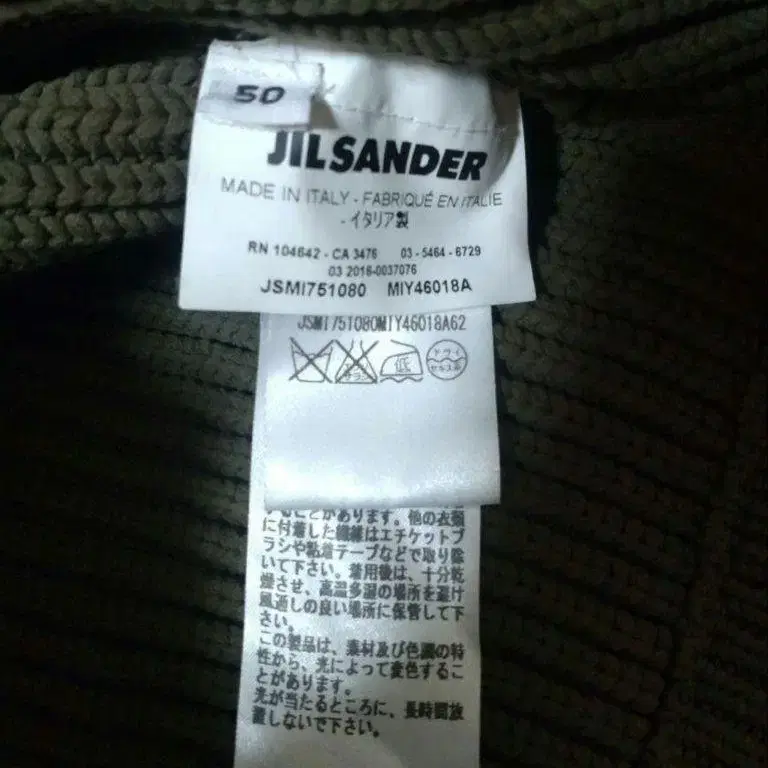 50
JIL SANDER
MADE IN ITALY - FABRIQUÉ EN ITALIE
- イタリア製
RN 104642 - CA 3476 03 - 5464 - 6729
03 2016-0037076
JSMI751080 MIY46018A
JSMI751080MIY46018A62
低
ドライ
セキユ系
することがあります。他の衣類
に付着した繊維はエチケットブ
ラシや粘着テープなどで取り除
いて下さい。着用後は、十分乾
燥させ、高温多湿の場所を避け
風通しの良い場所に保管して下
さい。
この製品は、素材及び色調の特
性から、光によって変色するこ
とがあります。
光が当たるところに、長時間放
置しないで下さい。